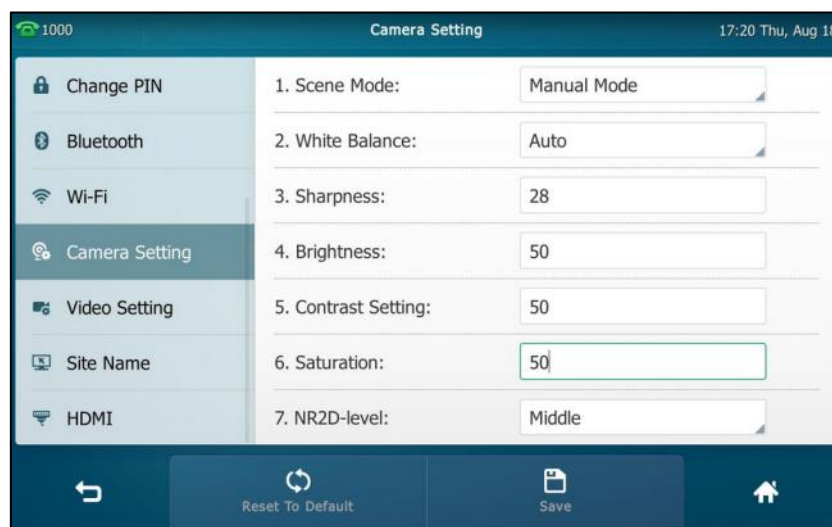 1000 Camera Setting 17:20 Thu, Aug 18
Change PIN
1. Scene Mode: Manual Mode
Bluetooth
2. White Balance: Auto
Wi-Fi
3. Sharpness: 28
Camera Setting
4. Brightness: 50
Video Setting
5. Contrast Setting: 50
Site Name
6. Saturation: 50
HDMI
7. NR2D-level: Middle
Reset To Default Save